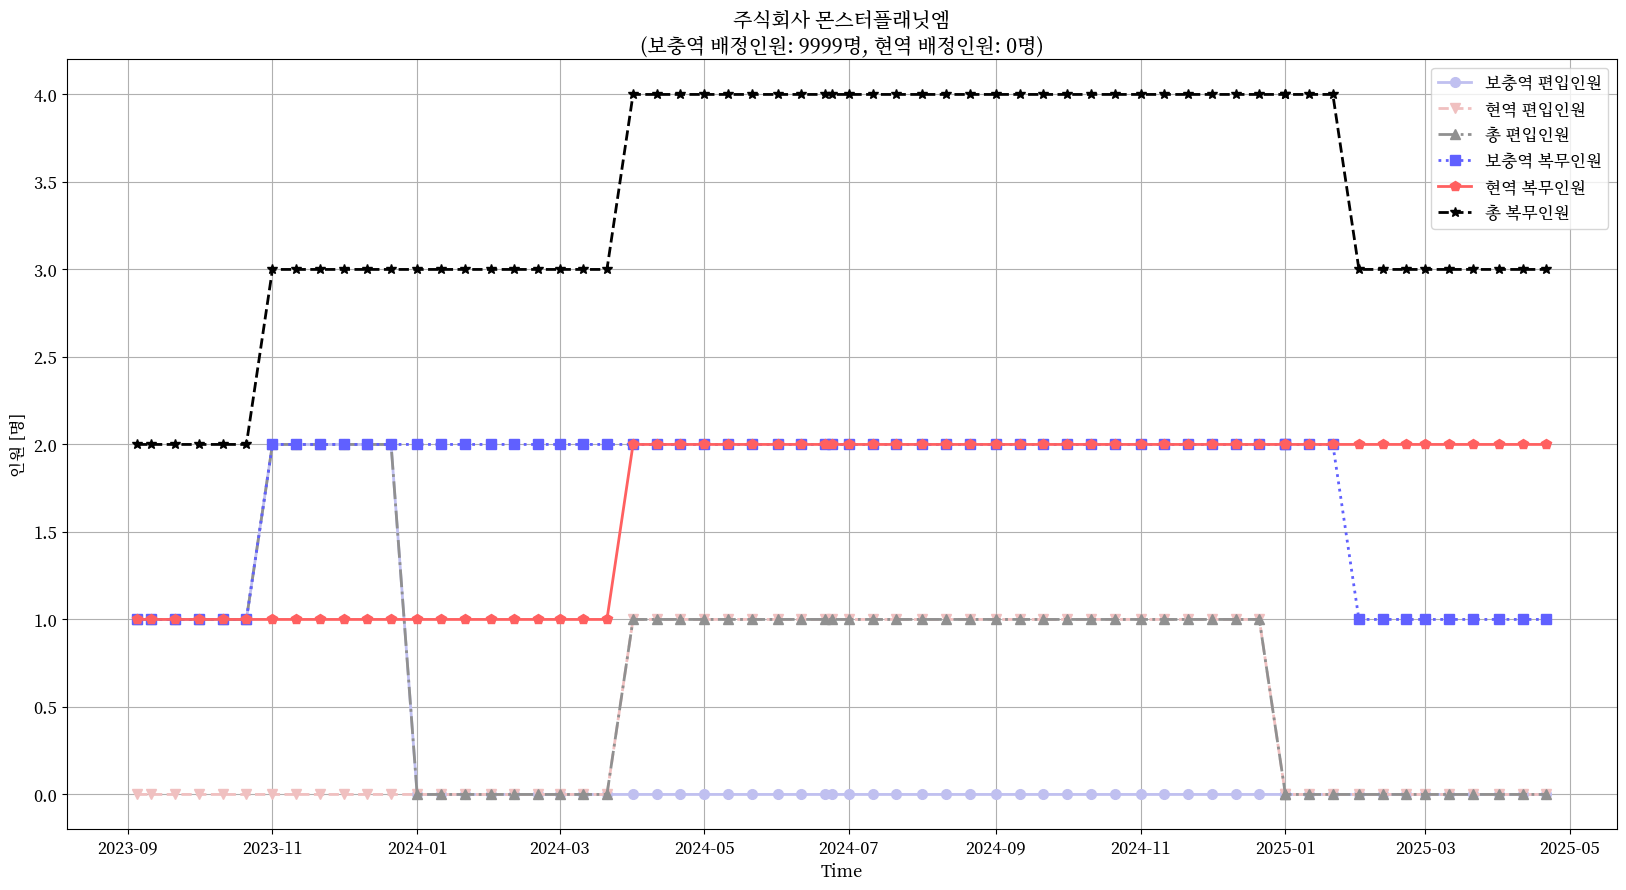 주식회사 몬스터플래닛엠
(보충역 배정인원: 9999명, 현역 배정인원: 0명)
보충역 편입인원
현역 편입인원
총 편입인원
보충역 복무인원
현역 복무인원
총 복무인원
4.0
3.5
3.0
2.5
2.0
1.5
1.0
0.5
0.0
인원 [명]
2023-09 2023-11 2024-01 2024-03 2024-05 2024-07 2024-09 2024-11 2025-01 2025-03 2025-05
Time